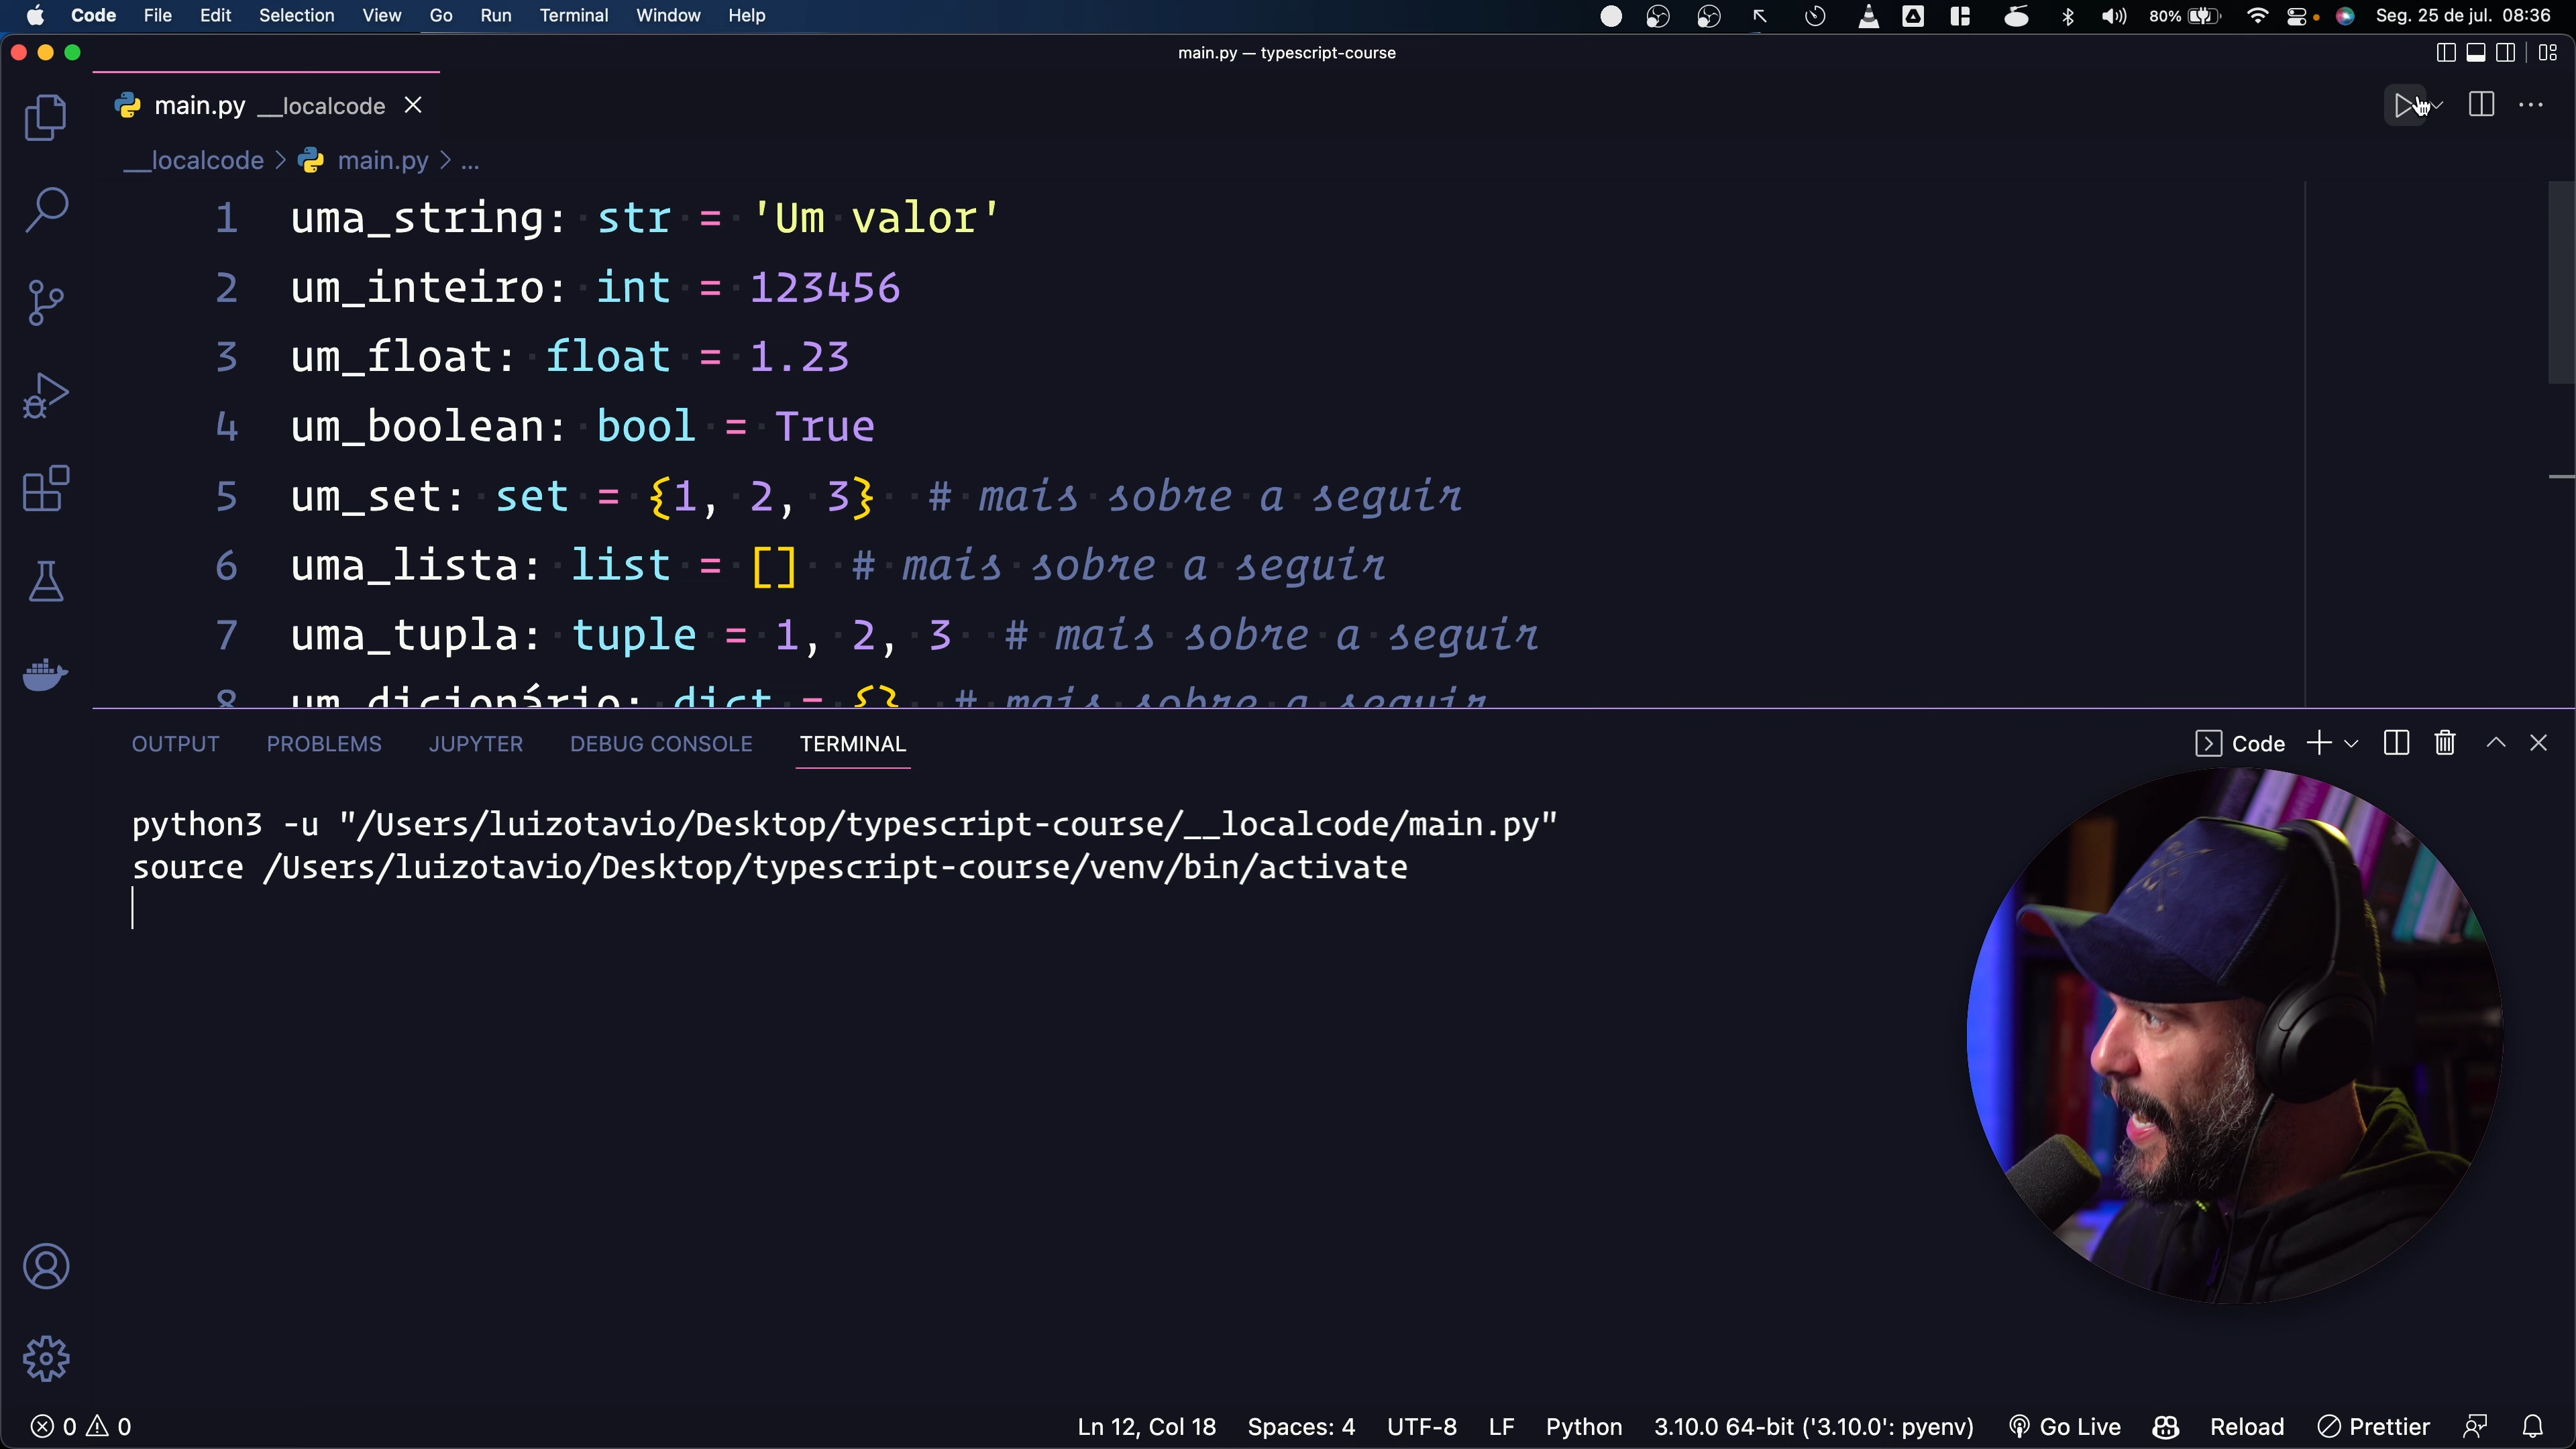 Code File Edit Selection View Go Run Terminal Window Help 80% Seg. 25 de jul. 08:36
main.py — typescript-course
main.py __localcode
__localcode > main.py > ...
1 uma_string: str = 'Um valor'
2 um_inteiro: int = 123456
3 um_float: float = 1.23
4 um_boolean: bool = True
5 um_set: set = {1, 2, 3} # mais sobre a seguir
6 uma_lista: list = [] # mais sobre a seguir
7 uma_tupla: tuple = 1, 2, 3 # mais sobre a seguir
8 um_dicionário: dict = {} # mais sobre a seguir
OUTPUT PROBLEMS JUPYTER DEBUG CONSOLE TERMINAL Code
python3 -u "/Users/luizotavio/Desktop/typescript-course/__localcode/main.py"
source /Users/luizotavio/Desktop/typescript-course/venv/bin/activate
0 0 Ln 12, Col 18 Spaces: 4 UTF-8 LF Python 3.10.0 64-bit ('3.10.0': pyenv) Go Live Reload Prettier